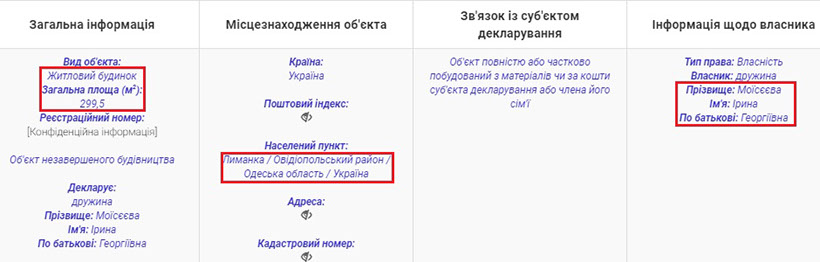 Загальна інформація
Вид об'єкта:
Житловий будинок
Загальна площа (м²):
299,5
Реєстраційний номер:
[Конфіденційна інформація]
Об'єкт незавершеного будівництва
Декларує:
дружина
Прізвище: Моїсєєва
Ім'я: Ірина
По батькові: Георгіївна
Місцезнаходження об'єкта
Країна:
Україна
Поштовий індекс:
Населений пункт:
Лиманка / Овідіопольський район /
Одеська область / Україна
Адреса:
Кадастровий номер:
Зв'язок із суб'єктом
декларування
Об'єкт повністю або частково
побудований з матеріалів чи за кошти
суб'єкта декларування або члена його
сім'ї
Інформація щодо власника
Тип права: Власність
Власник: дружина
Прізвище: Моїсєєва
Ім'я: Ірина
По батькові: Георгіївна